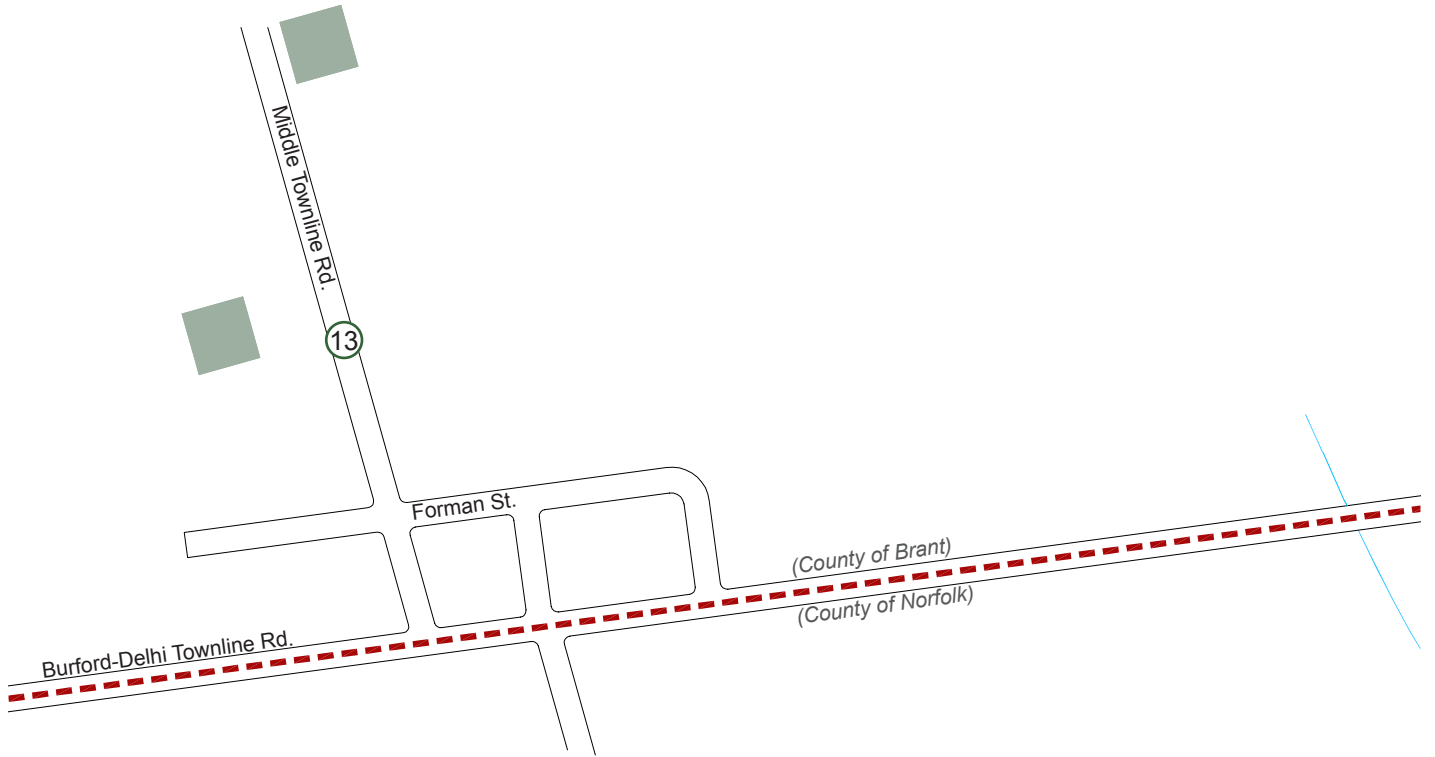 Middle Townline Rd.
13
Forman St.
(County of Brant)
(County of Norfolk)
Burford-Delhi Townline Rd.